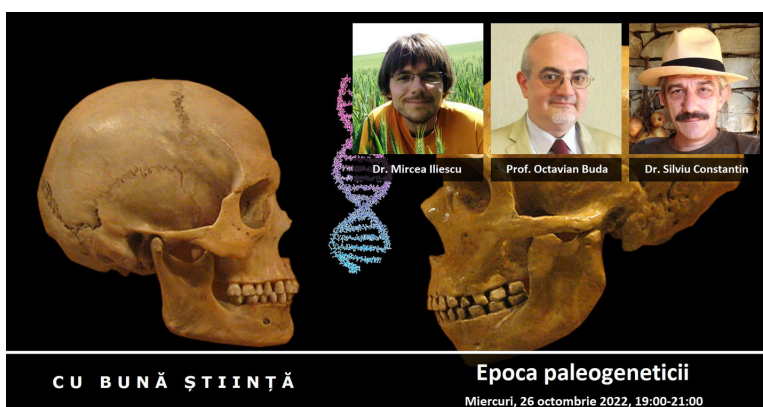 Dr. Mircea Iliescu
Prof. Octavian Buda
Dr. Silviu Constantin
CU BUNĂ ȘTIINȚĂ
Epoca paleogeneticii
Miercuri, 26 octombrie 2022, 19:00-21:00